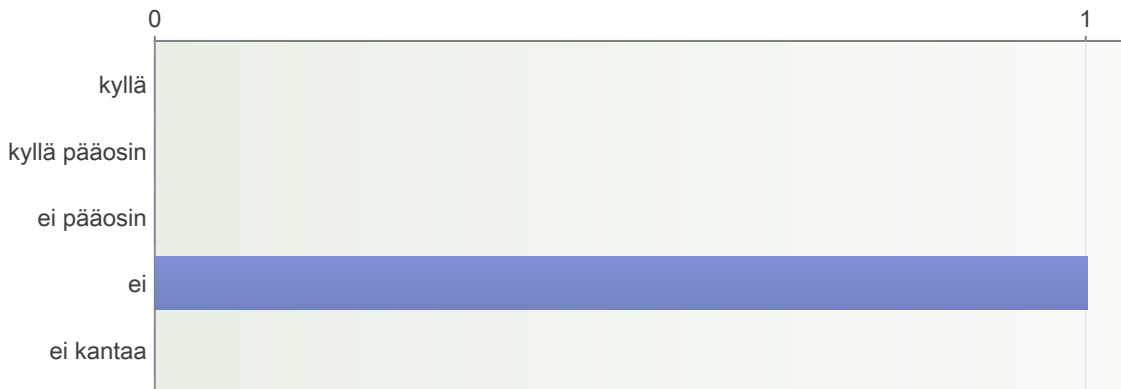 0 1
kyllä
kyllä pääosin
ei pääosin
ei
ei kantaa